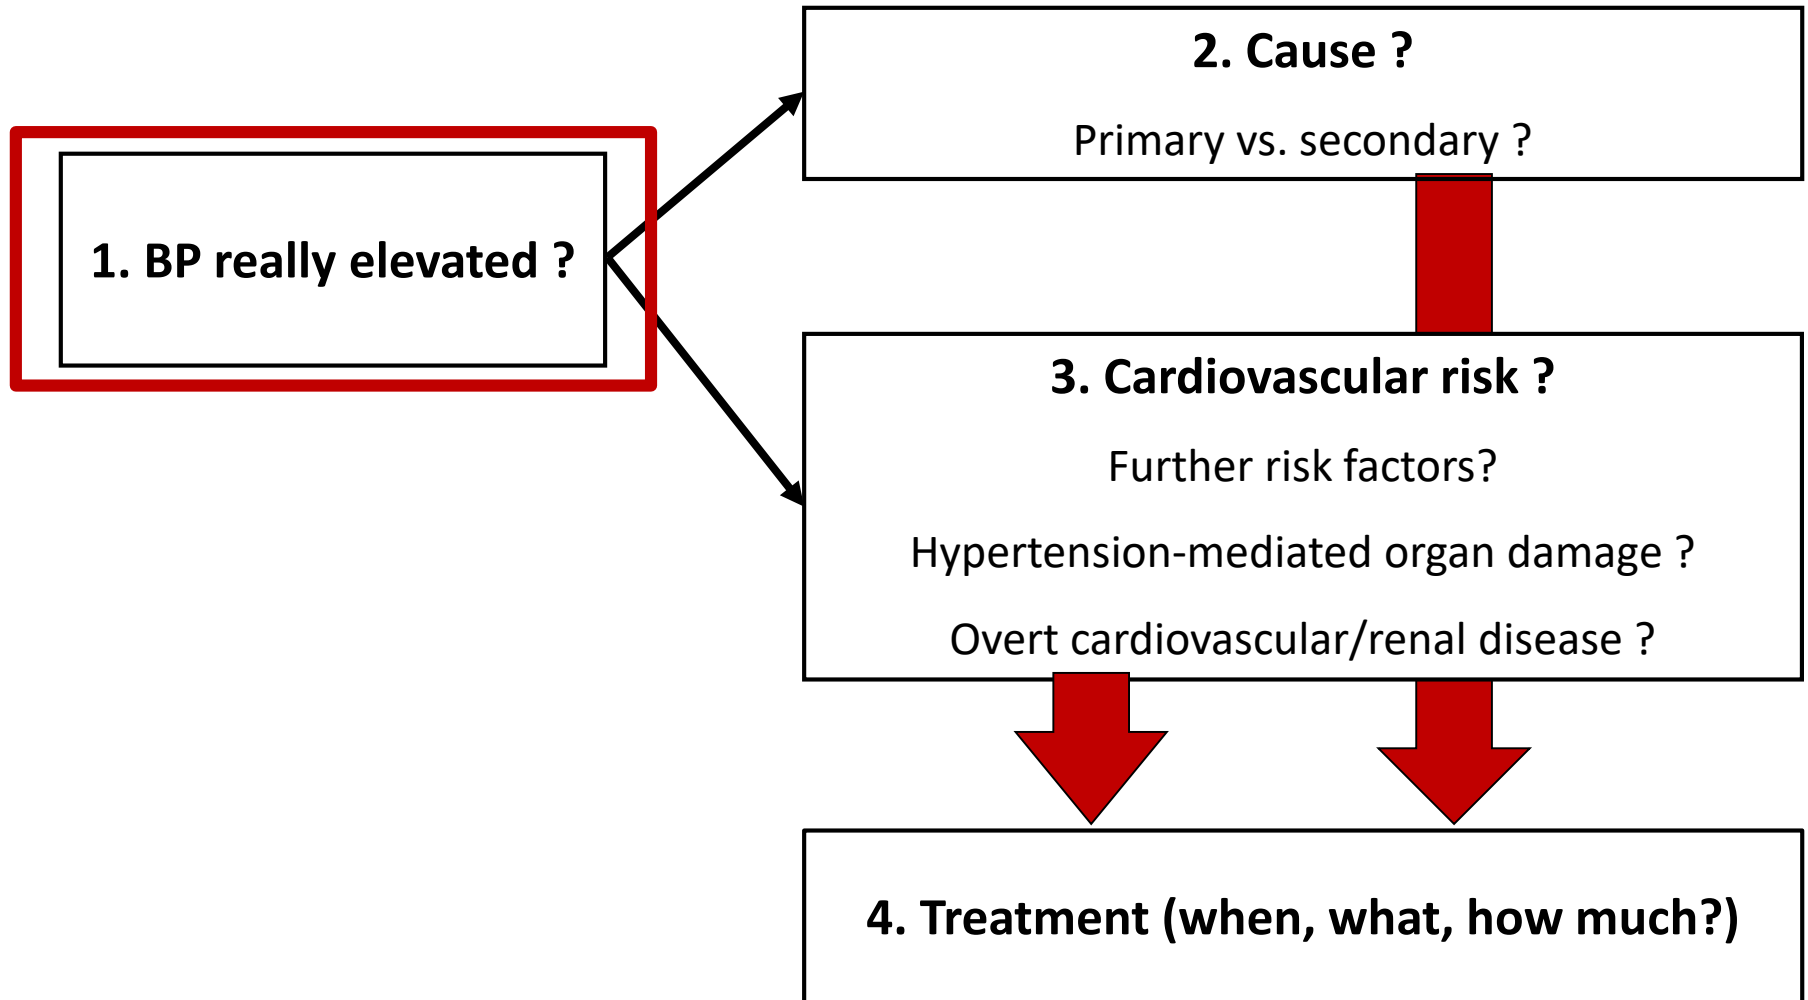 2. Cause ?
Primary vs. secondary ?
1. BP really elevated ?
3. Cardiovascular risk ?
Further risk factors?
Hypertension-mediated organ damage ?
Overt cardiovascular/renal disease ?
4. Treatment (when, what, how much?)